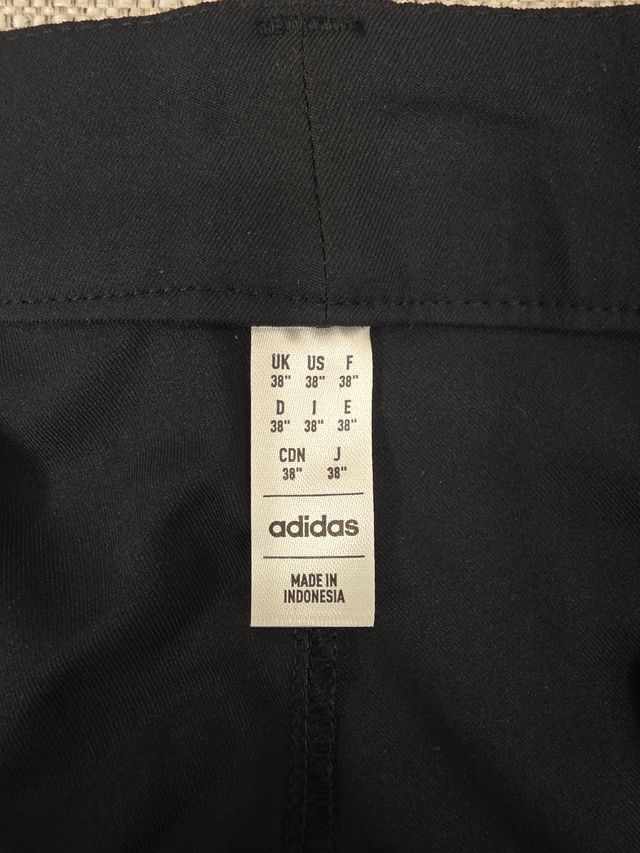 UK US F
38" 38" 38"
D I E
38" 38" 38"
CDN J
38" 38"
adidas
MADE IN
INDONESIA